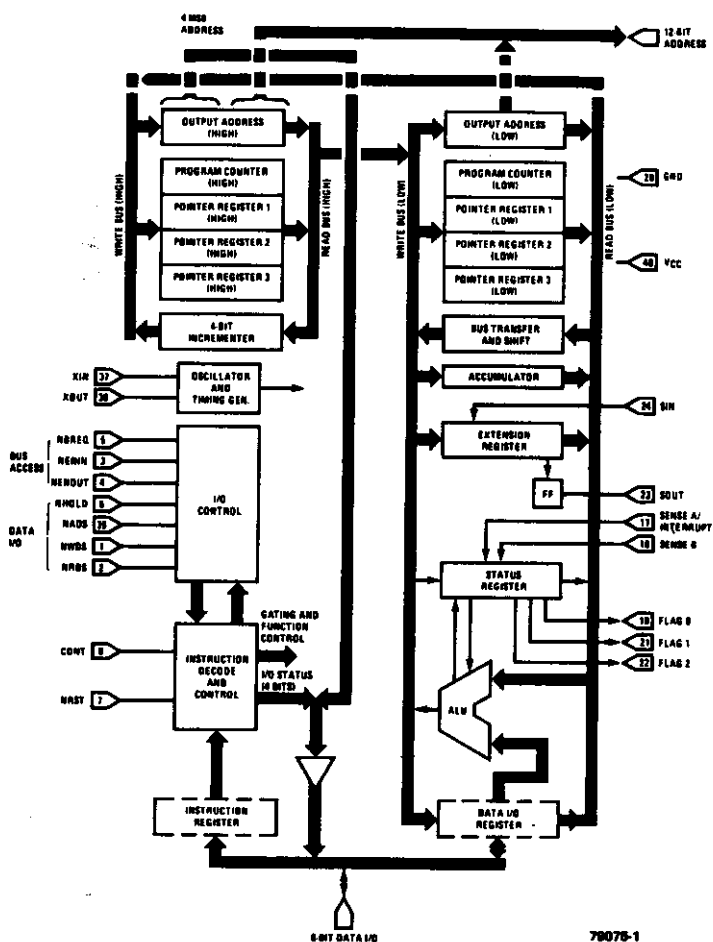 4 MSB
ADDRESS
12-BIT
ADDRESS
OUTPUT ADDRESS
(HIGH)
PROGRAM COUNTER
(HIGH)
POINTER REGISTER 1
(HIGH)
POINTER REGISTER 2
(HIGH)
POINTER REGISTER 3
(HIGH)
4-BIT
INCREMENTER
WRITE BUS (HIGH)
READ BUS (HIGH)
OUTPUT ADDRESS
(LOW)
PROGRAM COUNTER
(LOW)
POINTER REGISTER 1
(LOW)
POINTER REGISTER 2
(LOW)
POINTER REGISTER 3
(LOW)
WRITE BUS (LOW)
READ BUS (LOW)
20 GND
40 VCC
BUS TRANSFER
AND SHIFT
ACCUMULATOR
EXTENSION
REGISTER
FF
24 SIN
23 SOUT
17 SENSE A/
INTERRUPT
18 SENSE B
STATUS
REGISTER
19 FLAG 0
21 FLAG 1
22 FLAG 2
ALU
DATA I/O
REGISTER
XIN 37
XOUT 38
OSCILLATOR
AND
TIMING GEN.
BUS
ACCESS
NBREQ 5
NENIN 3
NENOUT 4
DATA
I/O
NHOLD 6
NADS 39
NWDS 1
NRDS 2
I/O
CONTROL
GATING AND
FUNCTION
CONTROL
CONT 8
NRST 7
INSTRUCTION
DECODE
AND
CONTROL
I/O STATUS
(4 BITS)
INSTRUCTION
REGISTER
8-BIT DATA I/O
79075-1